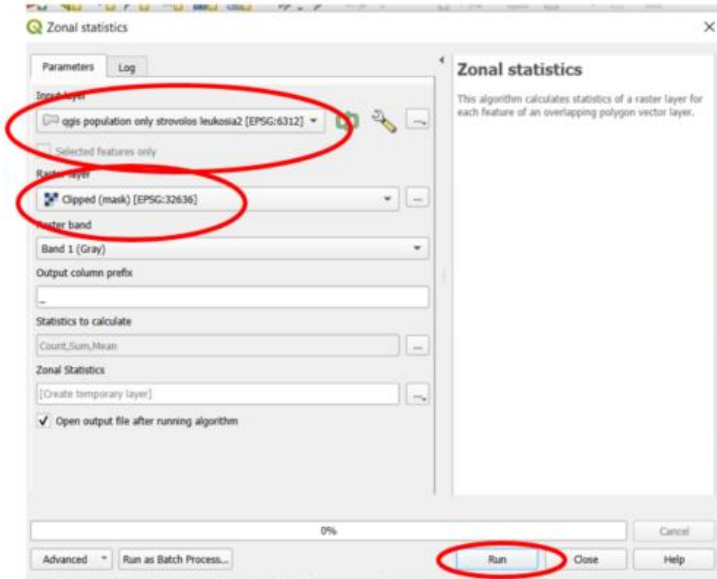 Zonal statistics
Parameters
Log
Input layer
qgis population only strovolos leukosia2 [EPSG:6312]
Selected features only
Raster layer
Clipped (mask) [EPSG:32636]
Raster band
Band 1 (Gray)
Output column prefix
_
Statistics to calculate
Count,Sum,Mean
Zonal Statistics
[Create temporary layer]
Open output file after running algorithm
Zonal statistics
This algorithm calculates statistics of a raster layer for
each feature of an overlapping polygon vector layer.
0%
Cancel
Advanced
Run as Batch Process...
Run
Close
Help